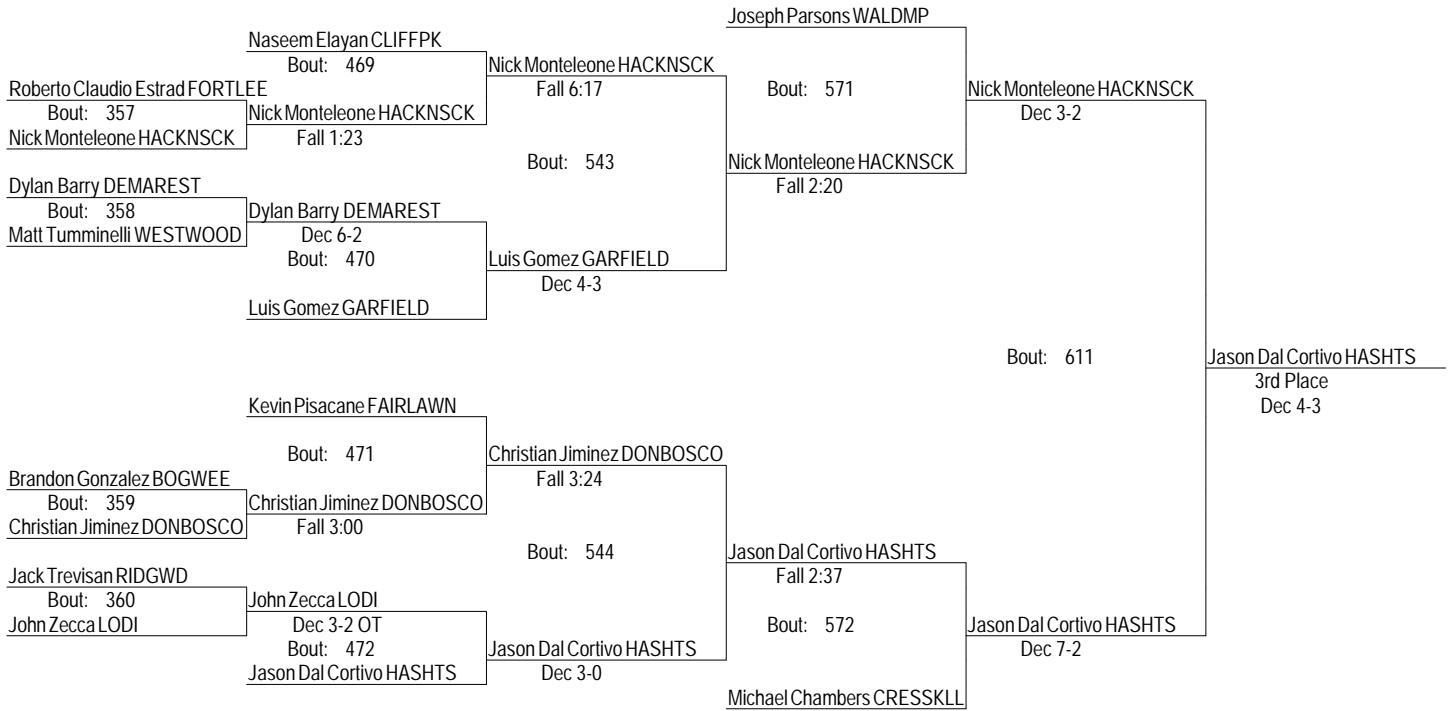 Joseph Parsons WALDMP
Naseem Elayan CLIFFPK
Bout: 469
Nick Monteleone HACKNSCK
Fall 6:17
Roberto Claudio Estrad FORTLEE
Bout: 357
Nick Monteleone HACKNSCK
Nick Monteleone HACKNSCK
Fall 1:23
Bout: 571
Nick Monteleone HACKNSCK
Dec 3-2
Bout: 543
Nick Monteleone HACKNSCK
Fall 2:20
Dylan Barry DEMAREST
Bout: 358
Matt Tumminelli WESTWOOD
Dylan Barry DEMAREST
Dec 6-2
Bout: 470
Luis Gomez GARFIELD
Dec 4-3
Luis Gomez GARFIELD
Bout: 611
Jason Dal Cortivo HASHTS
3rd Place
Dec 4-3
Kevin Pisacane FAIRLAWN
Bout: 471
Christian Jiminez DONBOSCO
Fall 3:24
Brandon Gonzalez BOGWEE
Bout: 359
Christian Jiminez DONBOSCO
Christian Jiminez DONBOSCO
Fall 3:00
Bout: 544
Jason Dal Cortivo HASHTS
Fall 2:37
Jack Trevisan RIDGWD
Bout: 360
John Zecca LODI
John Zecca LODI
Dec 3-2 OT
Bout: 472
Jason Dal Cortivo HASHTS
Jason Dal Cortivo HASHTS
Dec 3-0
Bout: 572
Jason Dal Cortivo HASHTS
Dec 7-2
Michael Chambers CRESSKLL